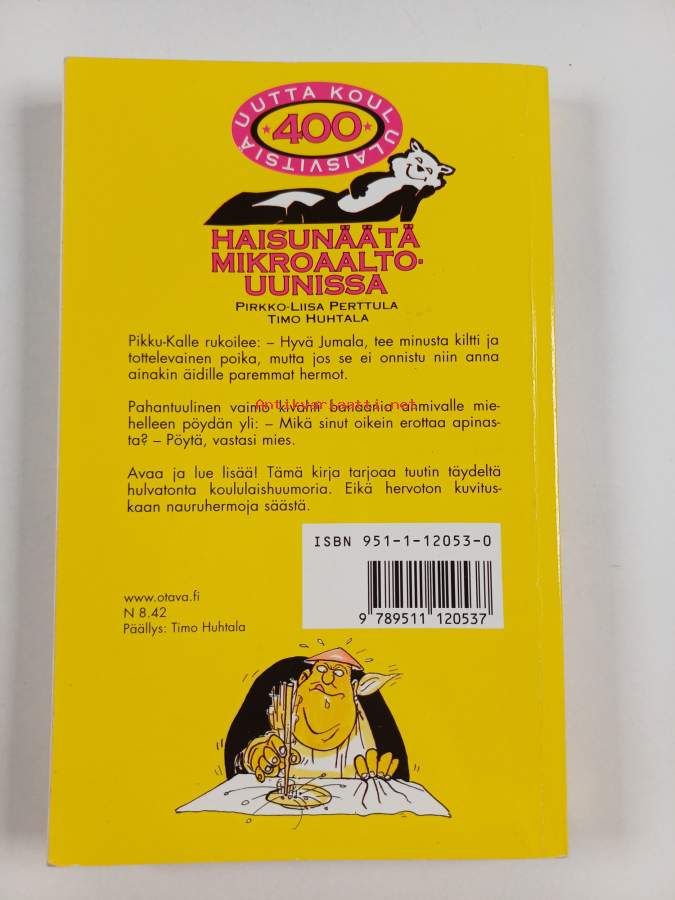 400 UUTTA KOULULAISVITSIÄ
HAISUNÄÄTÄ
MIKROAALTO-
UUNISSA
PIRKKO-LIISA PERTTULA
TIMO HUHTALA
Pikku-Kalle rukoilee: – Hyvä Jumala, tee minusta kiltti ja
tottelevainen poika, mutta jos se ei onnistu niin anna
ainakin äidille paremmat hermot.
Antikvariaatti.net
Pahantuulinen vaimo kivahti banaania ahmivalle mie-
helleen pöydän yli: – Mikä sinut oikein erottaa apinas-
ta? – Pöytä, vastasi mies.
Avaa ja lue lisää! Tämä kirja tarjoaa tuutin täydeltä
hulvatonta koululaishuumoria. Eikä hervoton kuvitus-
kaan nauruhermoja säästä.
ISBN 951-1-12053-0
9 789511 120537
www.otava.fi
N 8.42
Päällys: Timo Huhtala